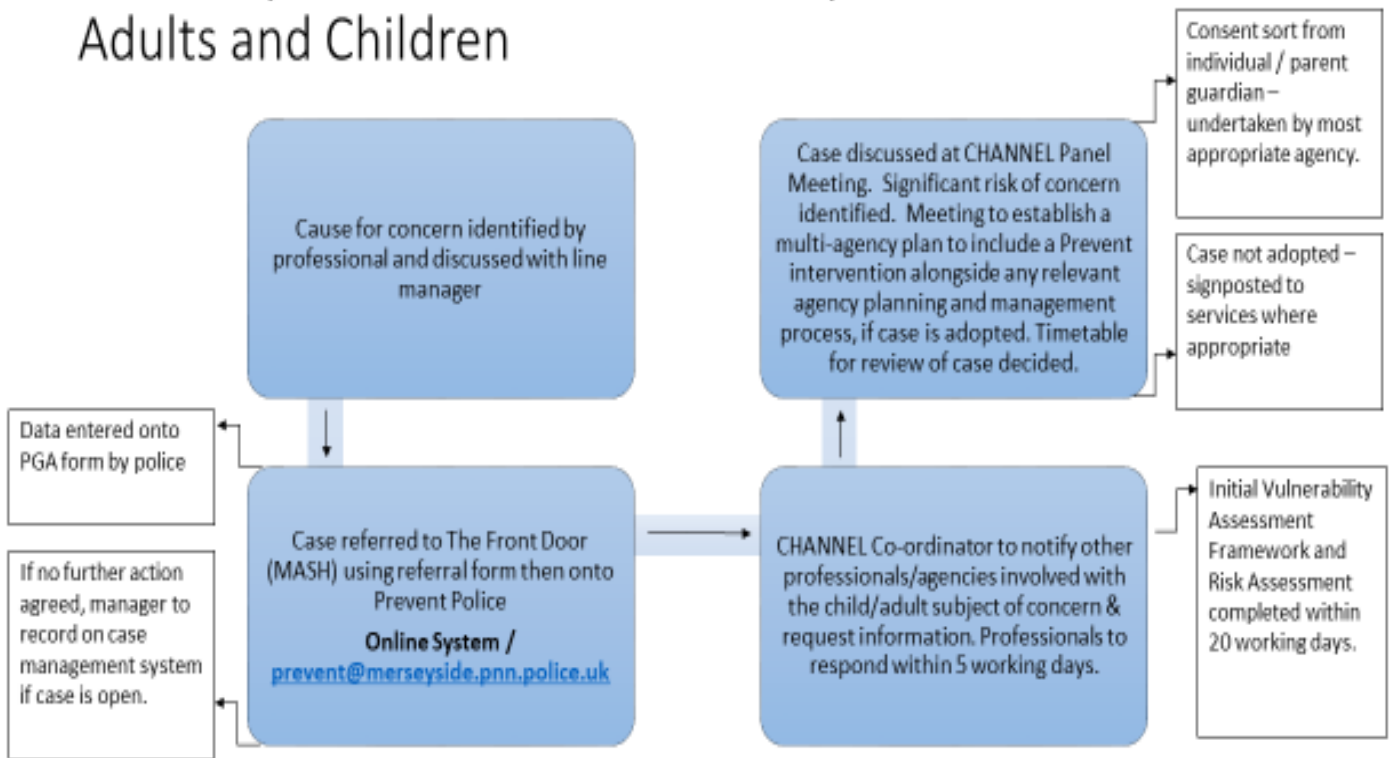 Adults and Children
Cause for concern identified by
professional and discussed with line
manager
Data entered onto
PGA form by police
If no further action
agreed, manager to
record on case
management system
if case is open.
Case referred to The Front Door
(MASH) using referral form then onto
Prevent Police
Online System /
prevent@merseyside.pnn.police.uk
CHANNEL Co-ordinator to notify other
professionals/agencies involved with
the child/adult subject of concern &
request information. Professionals to
respond within 5 working days.
Initial Vulnerability
Assessment
Framework and
Risk Assessment
completed within
20 working days.
Case discussed at CHANNEL Panel
Meeting. Significant risk of concern
identified. Meeting to establish a
multi-agency plan to include a Prevent
intervention alongside any relevant
agency planning and management
process, if case is adopted. Timetable
for review of case decided.
Consent sort from
individual / parent
guardian –
undertaken by most
appropriate agency.
Case not adopted –
signposted to
services where
appropriate